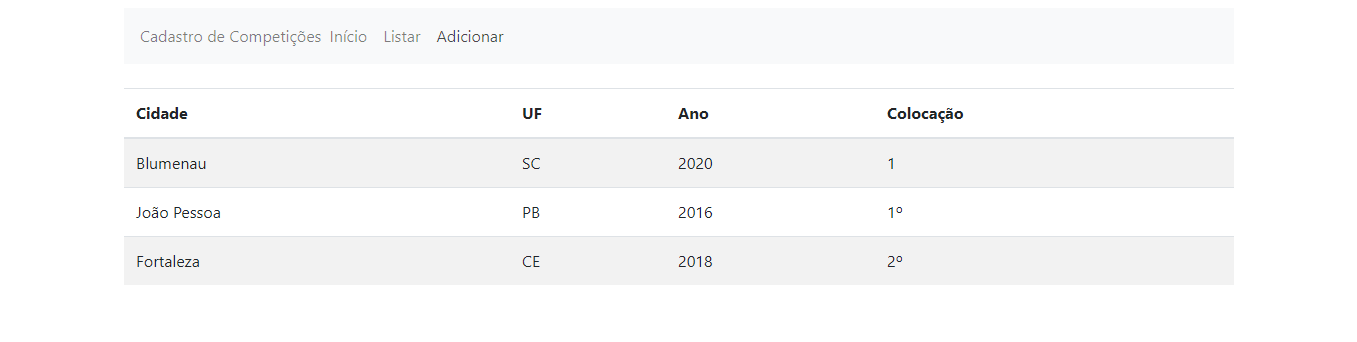 Cadastro de Competições Início Listar Adicionar
Cidade UF Ano Colocação
Blumenau SC 2020 1
João Pessoa PB 2016 1º
Fortaleza CE 2018 2º